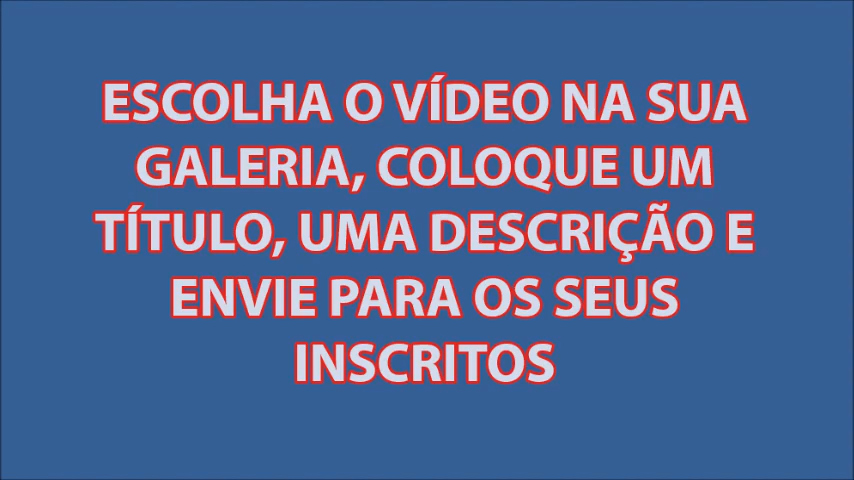 ESCOLHA O VÍDEO NA SUA
GALERIA, COLOQUE UM
TÍTULO, UMA DESCRIÇÃO E
ENVIE PARA OS SEUS
INSCRITOS